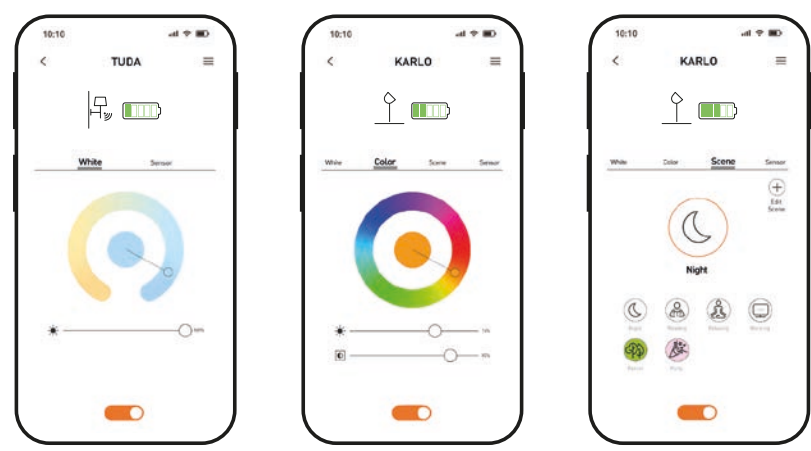 10:10
TUDA
White Sensor
10:10
KARLO
White Color Scene Sensor
10:10
KARLO
White Color Scene Sensor
Edit
Scene
Night
Night Reading Relaxing Working
Party